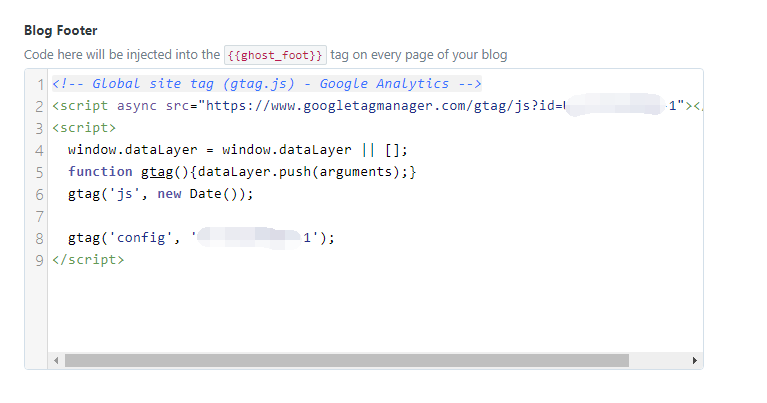 Blog Footer
Code here will be injected into the {{ghost_foot}} tag on every page of your blog
1 <!-- Global site tag (gtag.js) - Google Analytics -->
2 <script async src="https://www.googletagmanager.com/gtag/js?id= 1"></
3 <script>
4 window.dataLayer = window.dataLayer || [];
5 function gtag(){dataLayer.push(arguments);}
6 gtag('js', new Date());
7
8 gtag('config', ' 1');
9 </script>